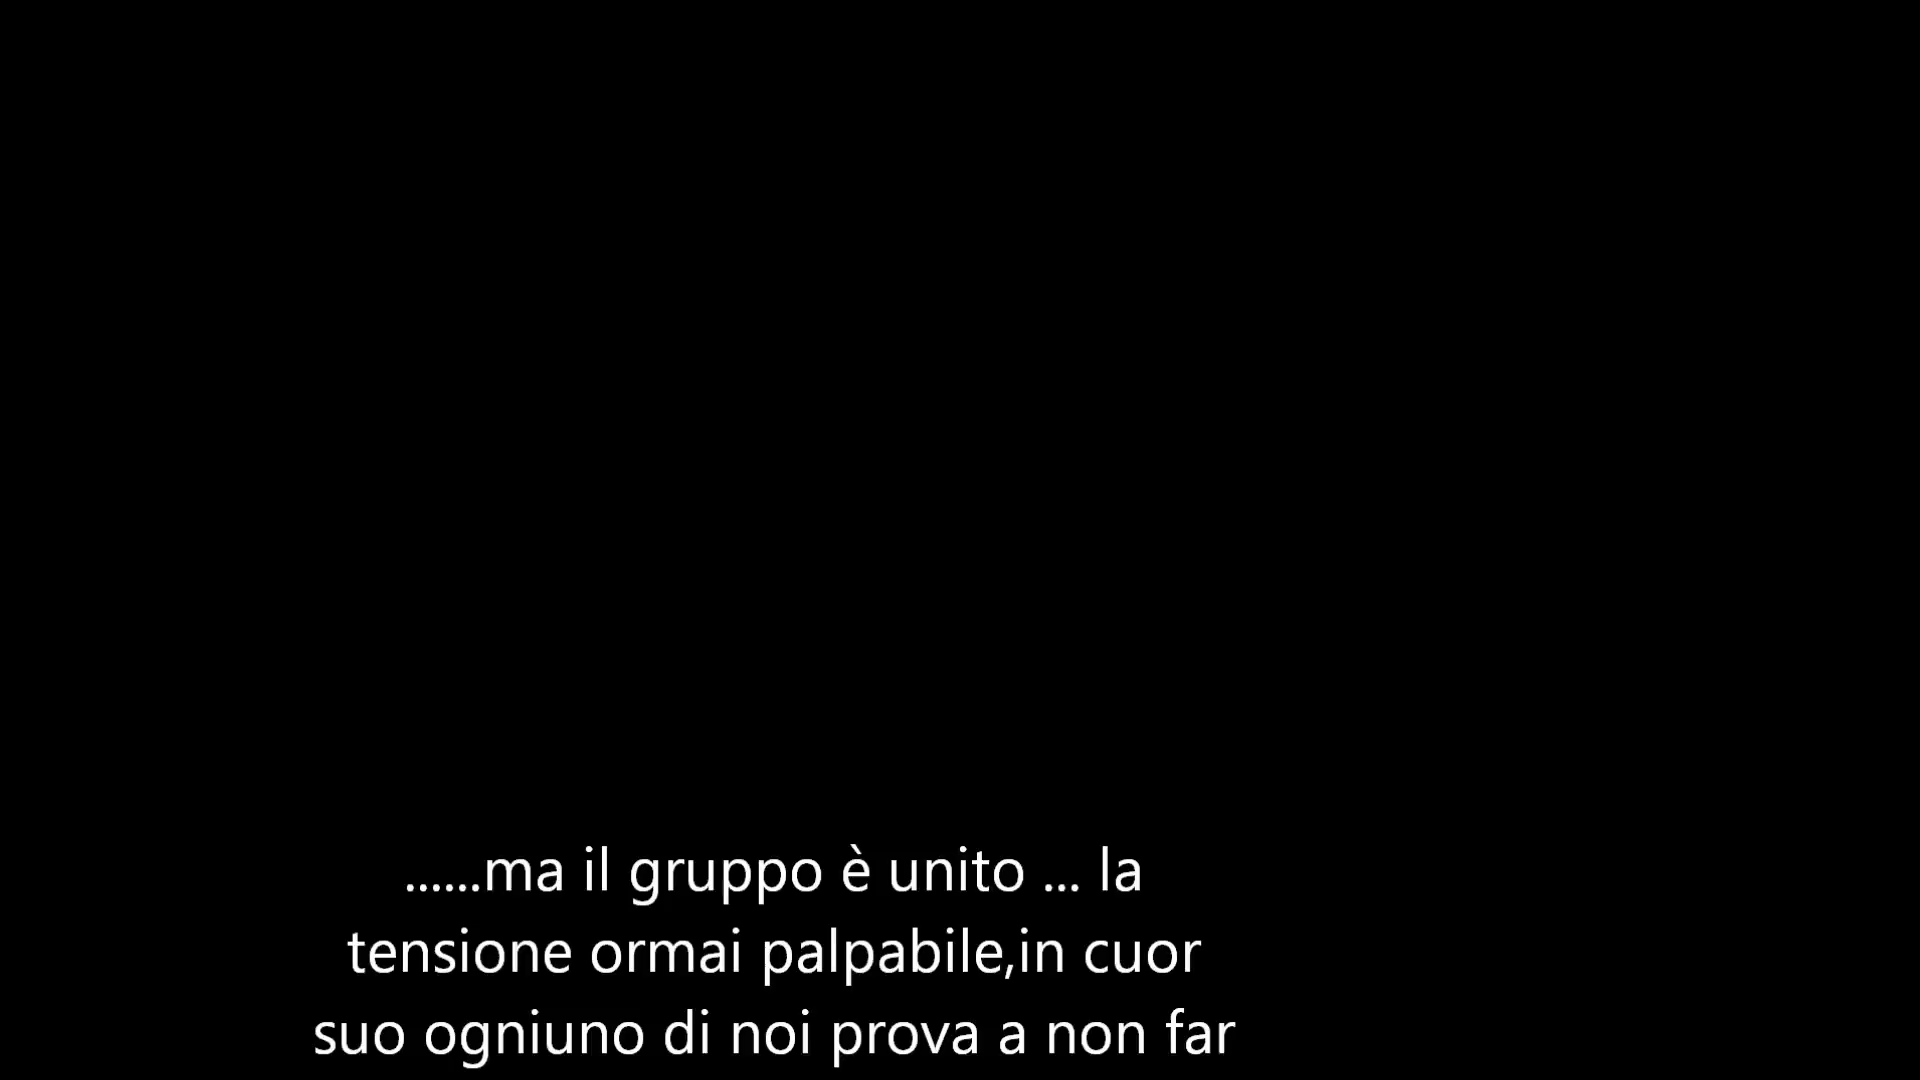 ......ma il gruppo è unito ... la
tensione ormai palpabile,in cuor
suo ogniuno di noi prova a non far